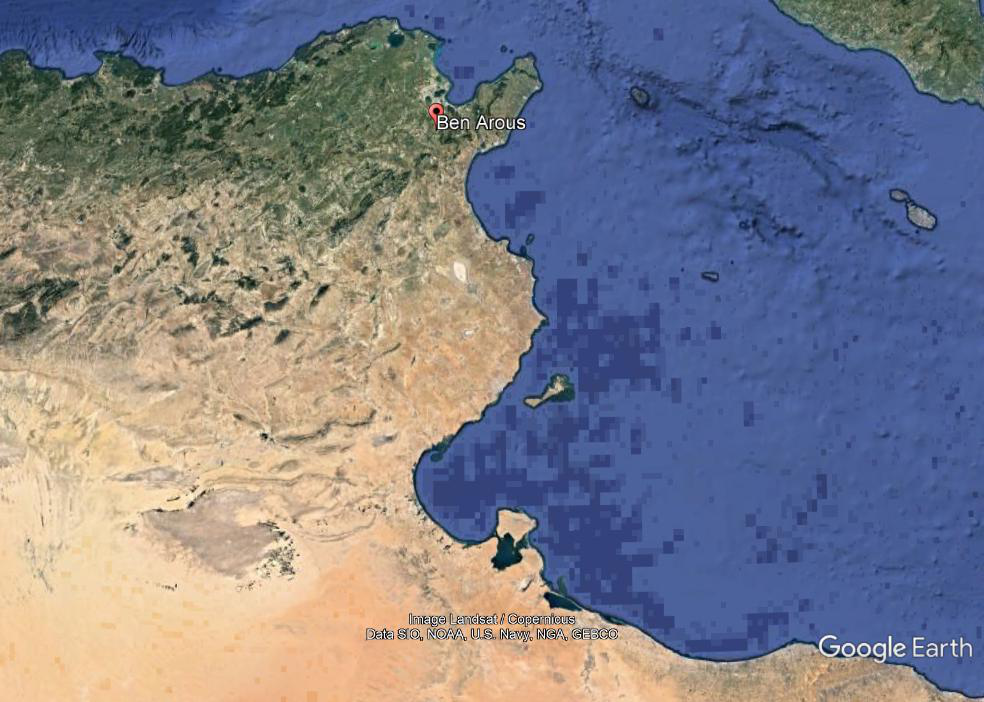 Ben Arous
Image Landsat / Copernicus
Data SIO, NOAA, U.S. Navy, NGA, GEBCO
Google Earth